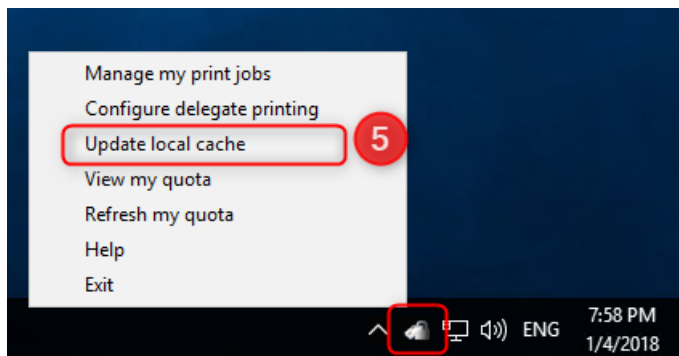 Manage my print jobs
Configure delegate printing
Update local cache
5
View my quota
Refresh my quota
Help
Exit
ENG
7:58 PM
1/4/2018